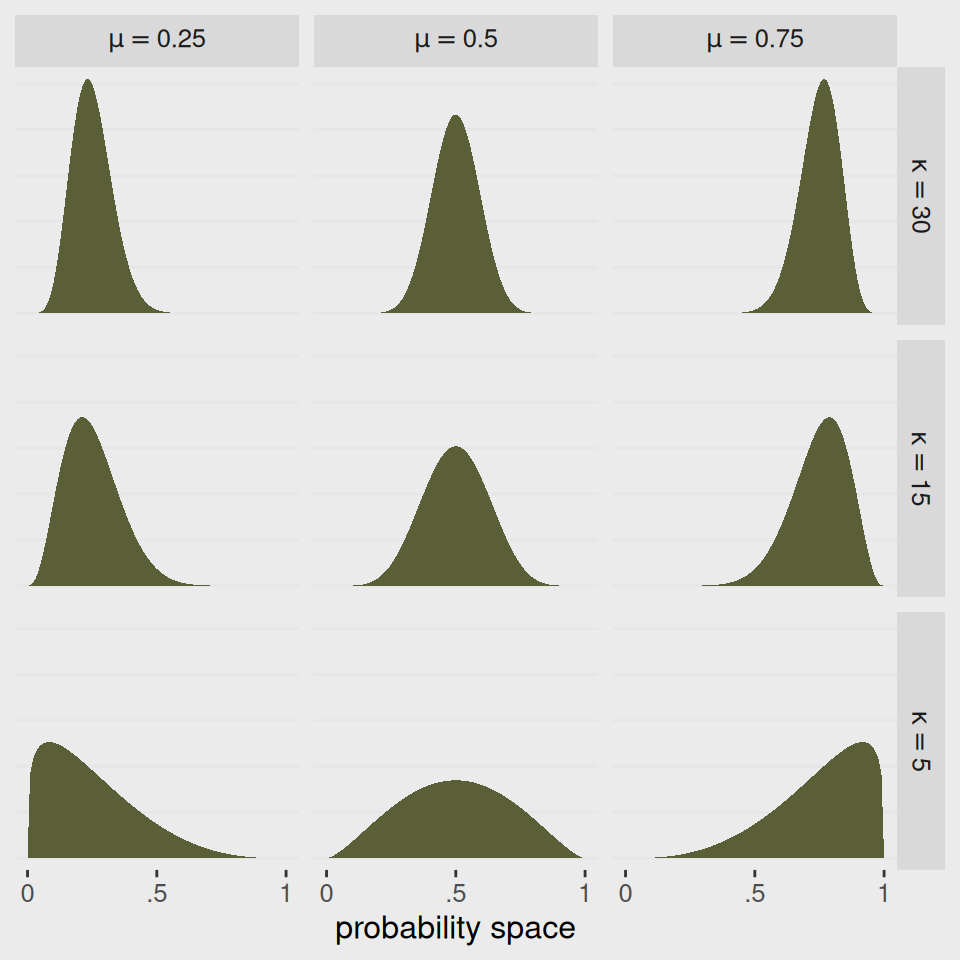 μ = 0.25 μ = 0.5 μ = 0.75
κ = 30
κ = 15
κ = 5
0 .5 1 0 .5 1 0 .5 1
probability space